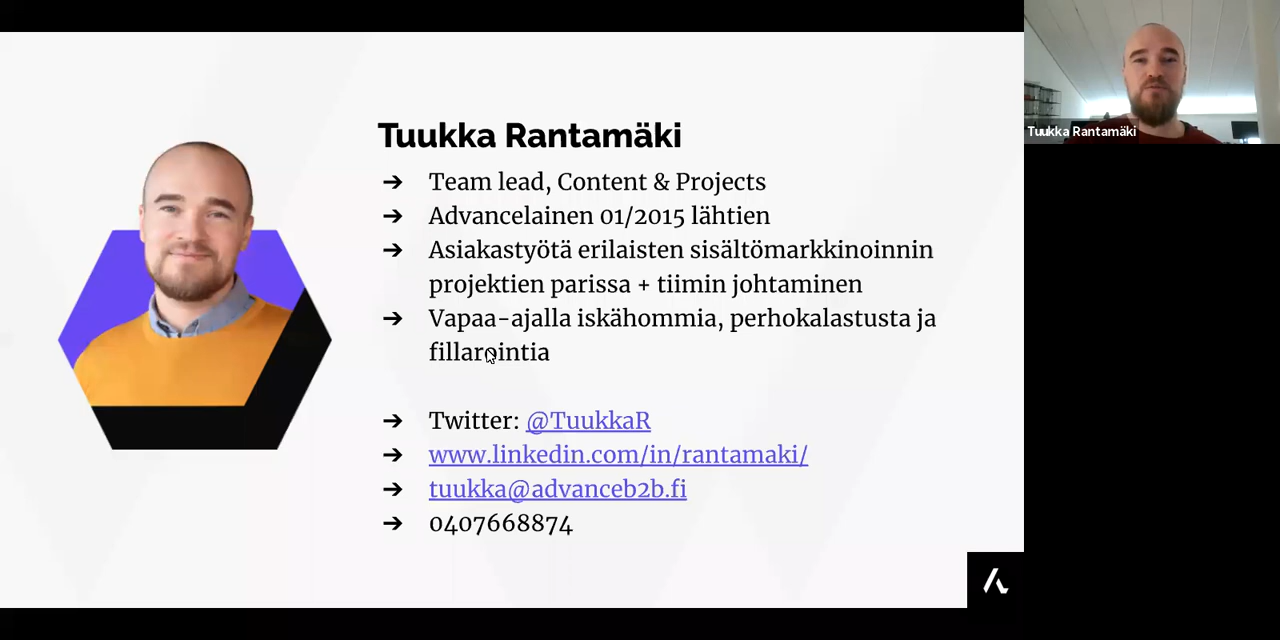 Tuukka Rantamäki
➔ Team lead, Content & Projects
➔ Advancelainen 01/2015 lähtien
➔ Asiakastyötä erilaisten sisältömarkkinoinnin
projektien parissa + tiimin johtaminen
➔ Vapaa-ajalla iskähommia, perhokalastusta ja
fillarointia
➔ Twitter: @TuukkaR
➔ www.linkedin.com/in/rantamaki/
➔ tuukka@advanceb2b.fi
➔ 0407668874
Tuukka Rantamäki